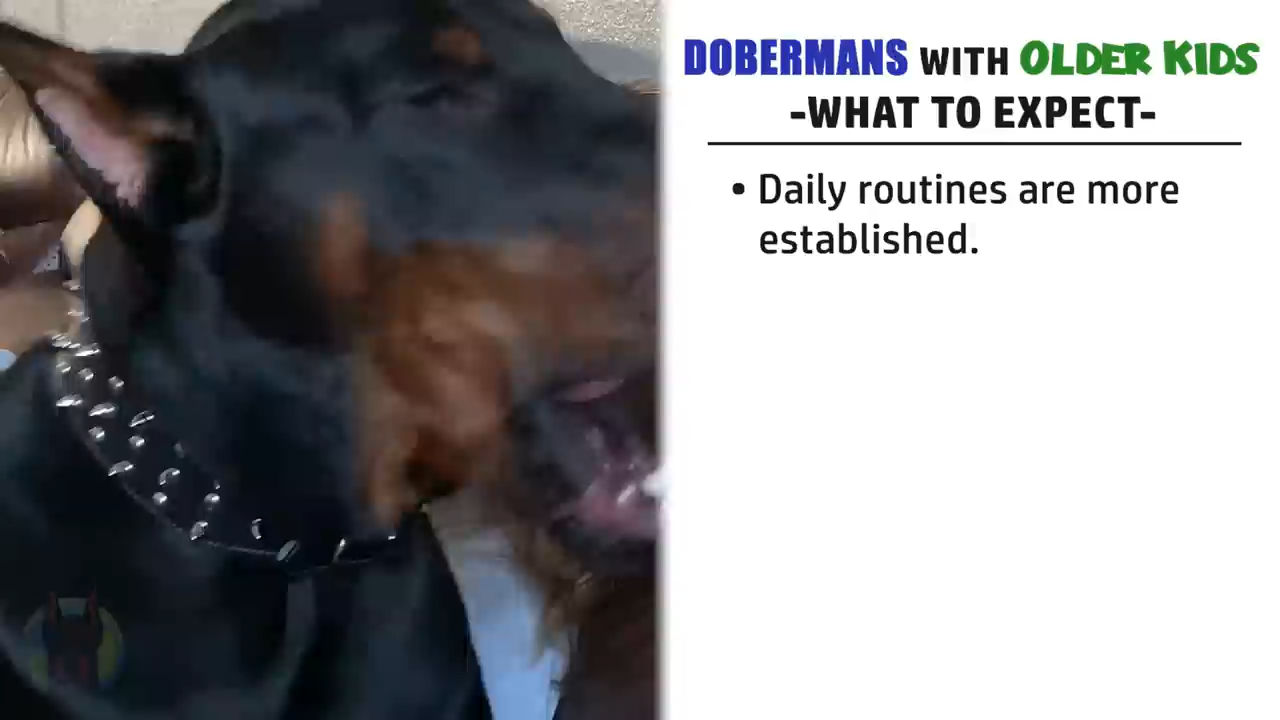 DOBERMANS WITH OLDER KIDS
-WHAT TO EXPECT-
• Daily routines are more
established.